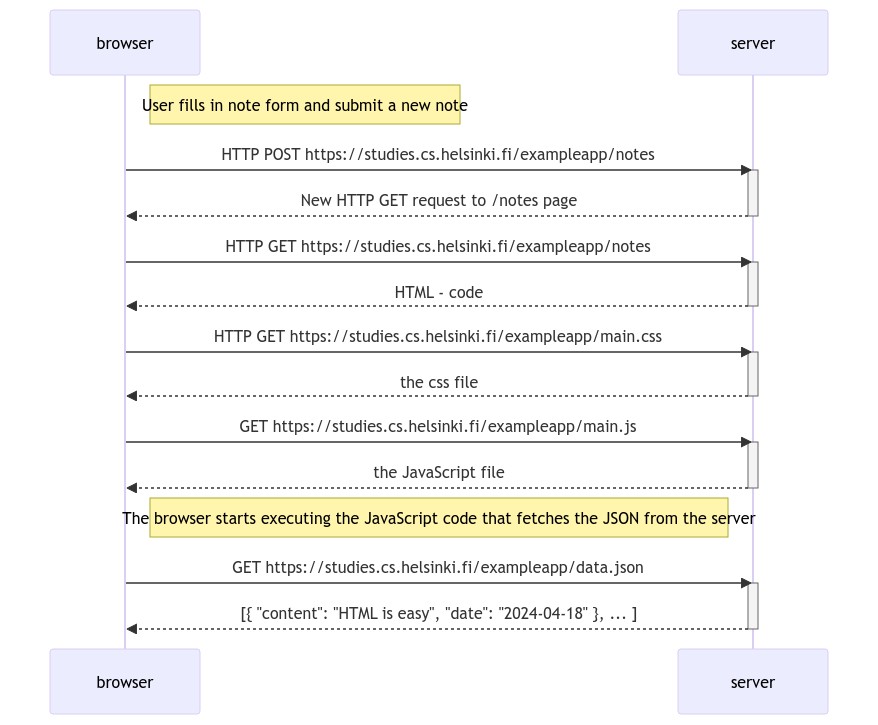 browser
server
User fills in note form and submit a new note
HTTP POST https://studies.cs.helsinki.fi/exampleapp/notes
New HTTP GET request to /notes page
HTTP GET https://studies.cs.helsinki.fi/exampleapp/notes
HTML - code
HTTP GET https://studies.cs.helsinki.fi/exampleapp/main.css
the css file
GET https://studies.cs.helsinki.fi/exampleapp/main.js
the JavaScript file
The browser starts executing the JavaScript code that fetches the JSON from the server
GET https://studies.cs.helsinki.fi/exampleapp/data.json
[{ "content": "HTML is easy", "date": "2024-04-18" }, ... ]
browser
server